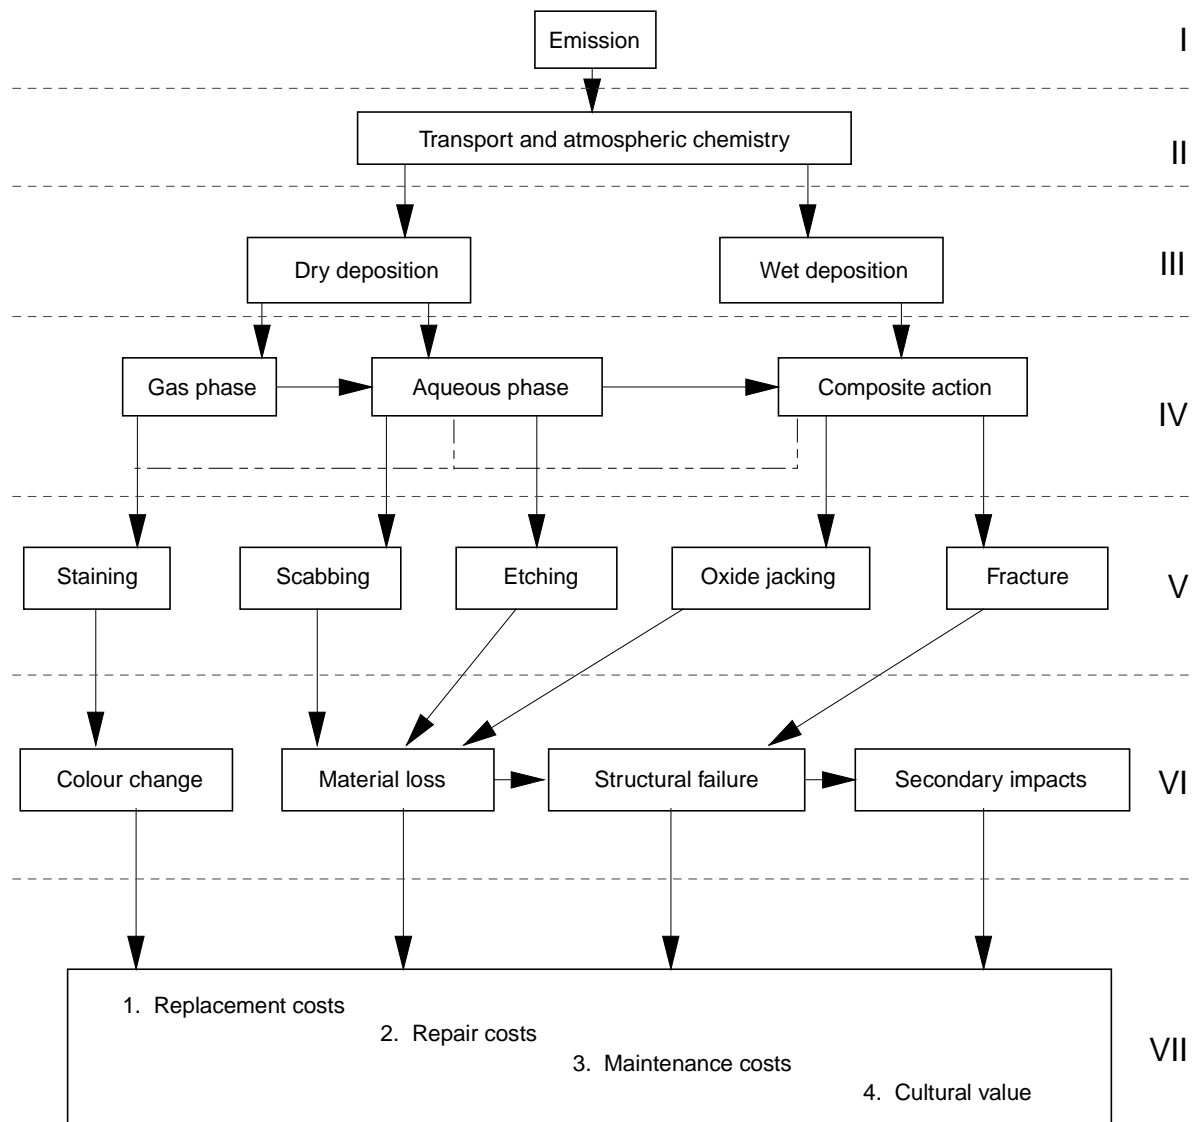 Emission
I
Transport and atmospheric chemistry
II
Dry deposition
Wet deposition
III
Gas phase
Aqueous phase
Composite action
IV
Staining
Scabbing
Etching
Oxide jacking
Fracture
V
Colour change
Material loss
Structural failure
Secondary impacts
VI
1. Replacement costs
2. Repair costs
3. Maintenance costs
VII
4. Cultural value